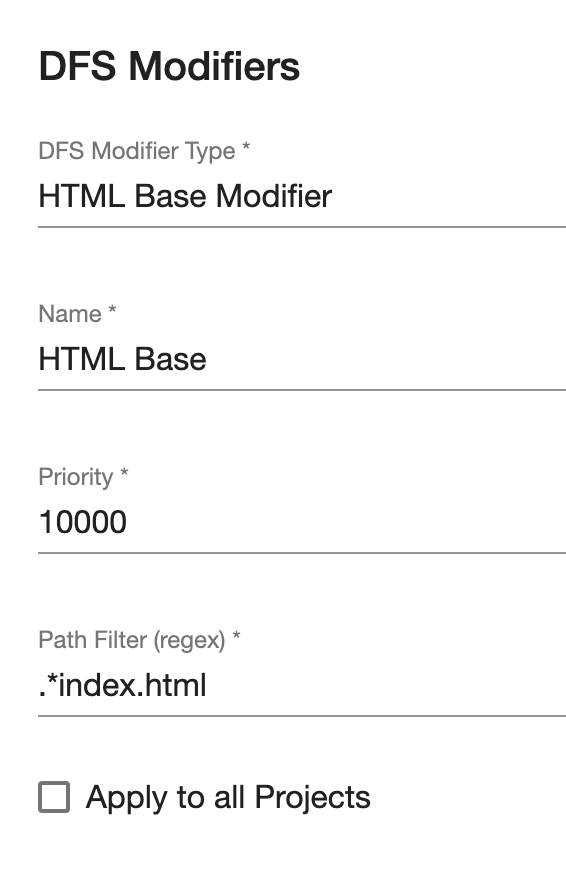 DFS Modifiers
DFS Modifier Type *
HTML Base Modifier
Name *
HTML Base
Priority *
10000
Path Filter (regex) *
.*index.html
Apply to all Projects